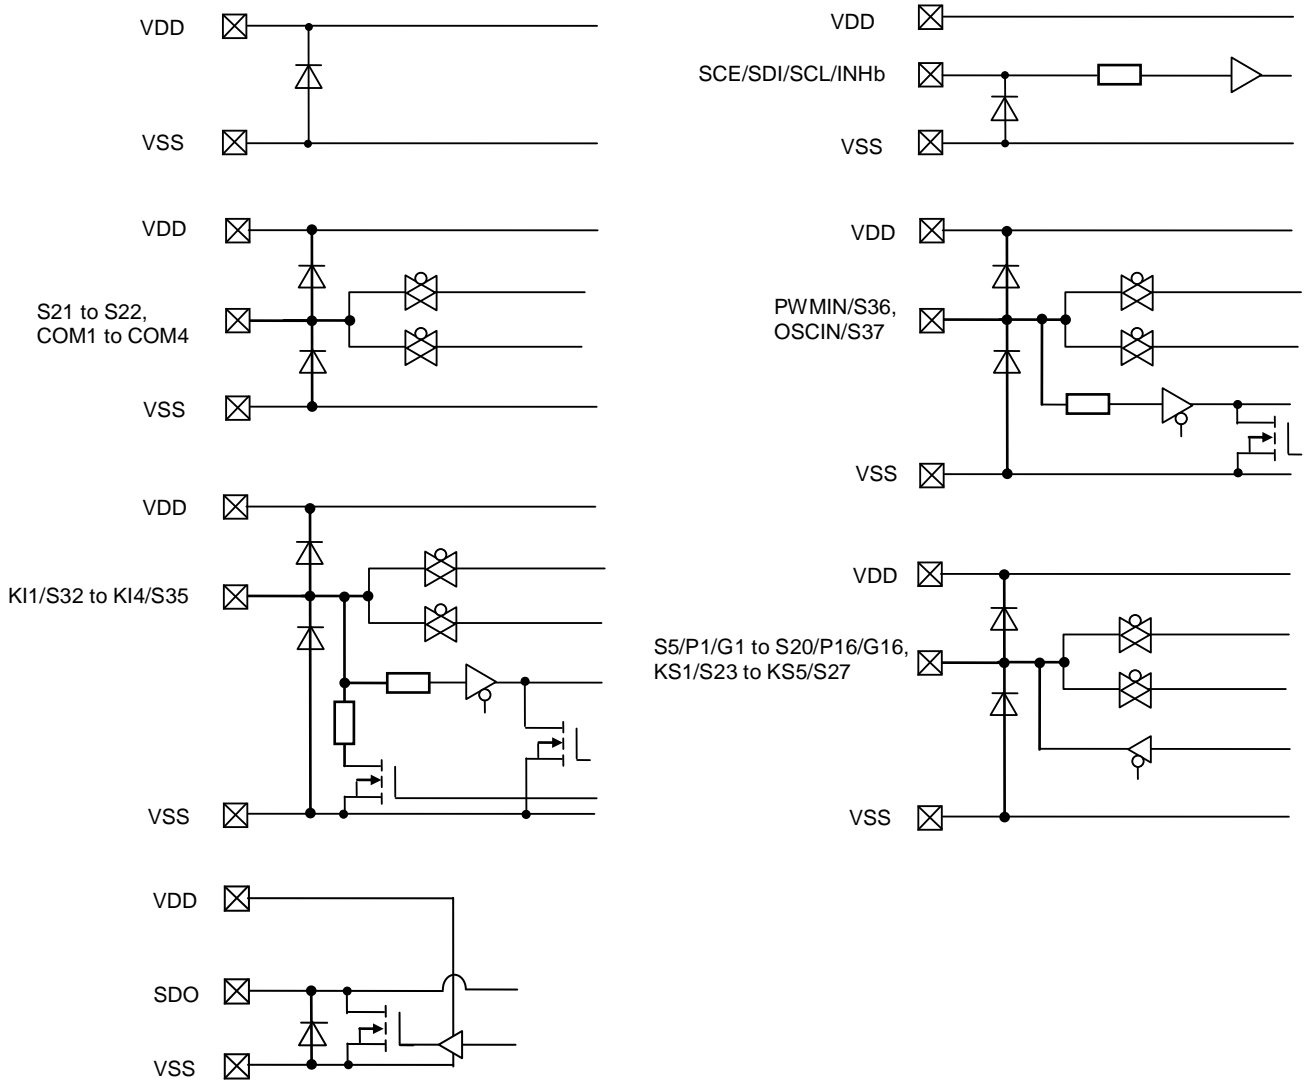 VDD
VSS
VDD
SCE/SDI/SCL/INHb
VSS
VDD
S21 to S22,
COM1 to COM4
VSS
VDD
PWMIN/S36,
OSCIN/S37
VSS
VDD
KI1/S32 to KI4/S35
VSS
VDD
S5/P1/G1 to S20/P16/G16,
KS1/S23 to KS5/S27
VSS
VDD
SDO
VSS